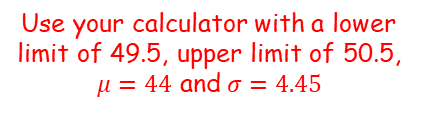 Use your calculator with a lower
limit of 49.5, upper limit of 50.5,
μ = 44 and σ = 4.45